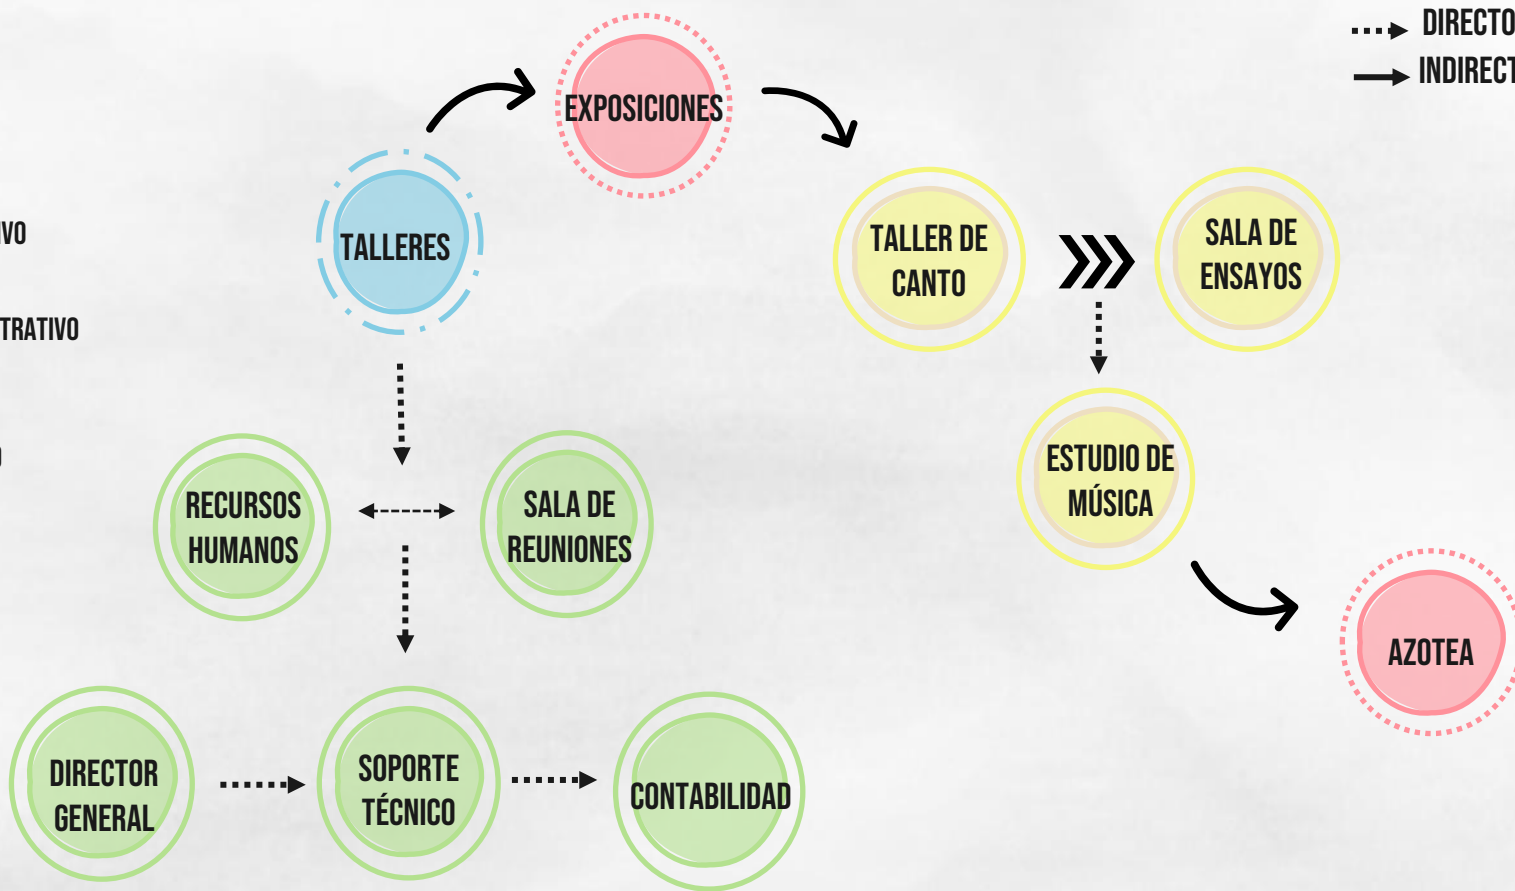 DIRECTO
INDIRECT
EXPOSICIONES
TALLERES
TALLER DE
CANTO
SALA DE
ENSAYOS
IVO
TRATIVO
ESTUDIO DE
MÚSICA
RECURSOS
HUMANOS
SALA DE
REUNIONES
AZOTEA
DIRECTOR
GENERAL
SOPORTE
TÉCNICO
CONTABILIDAD